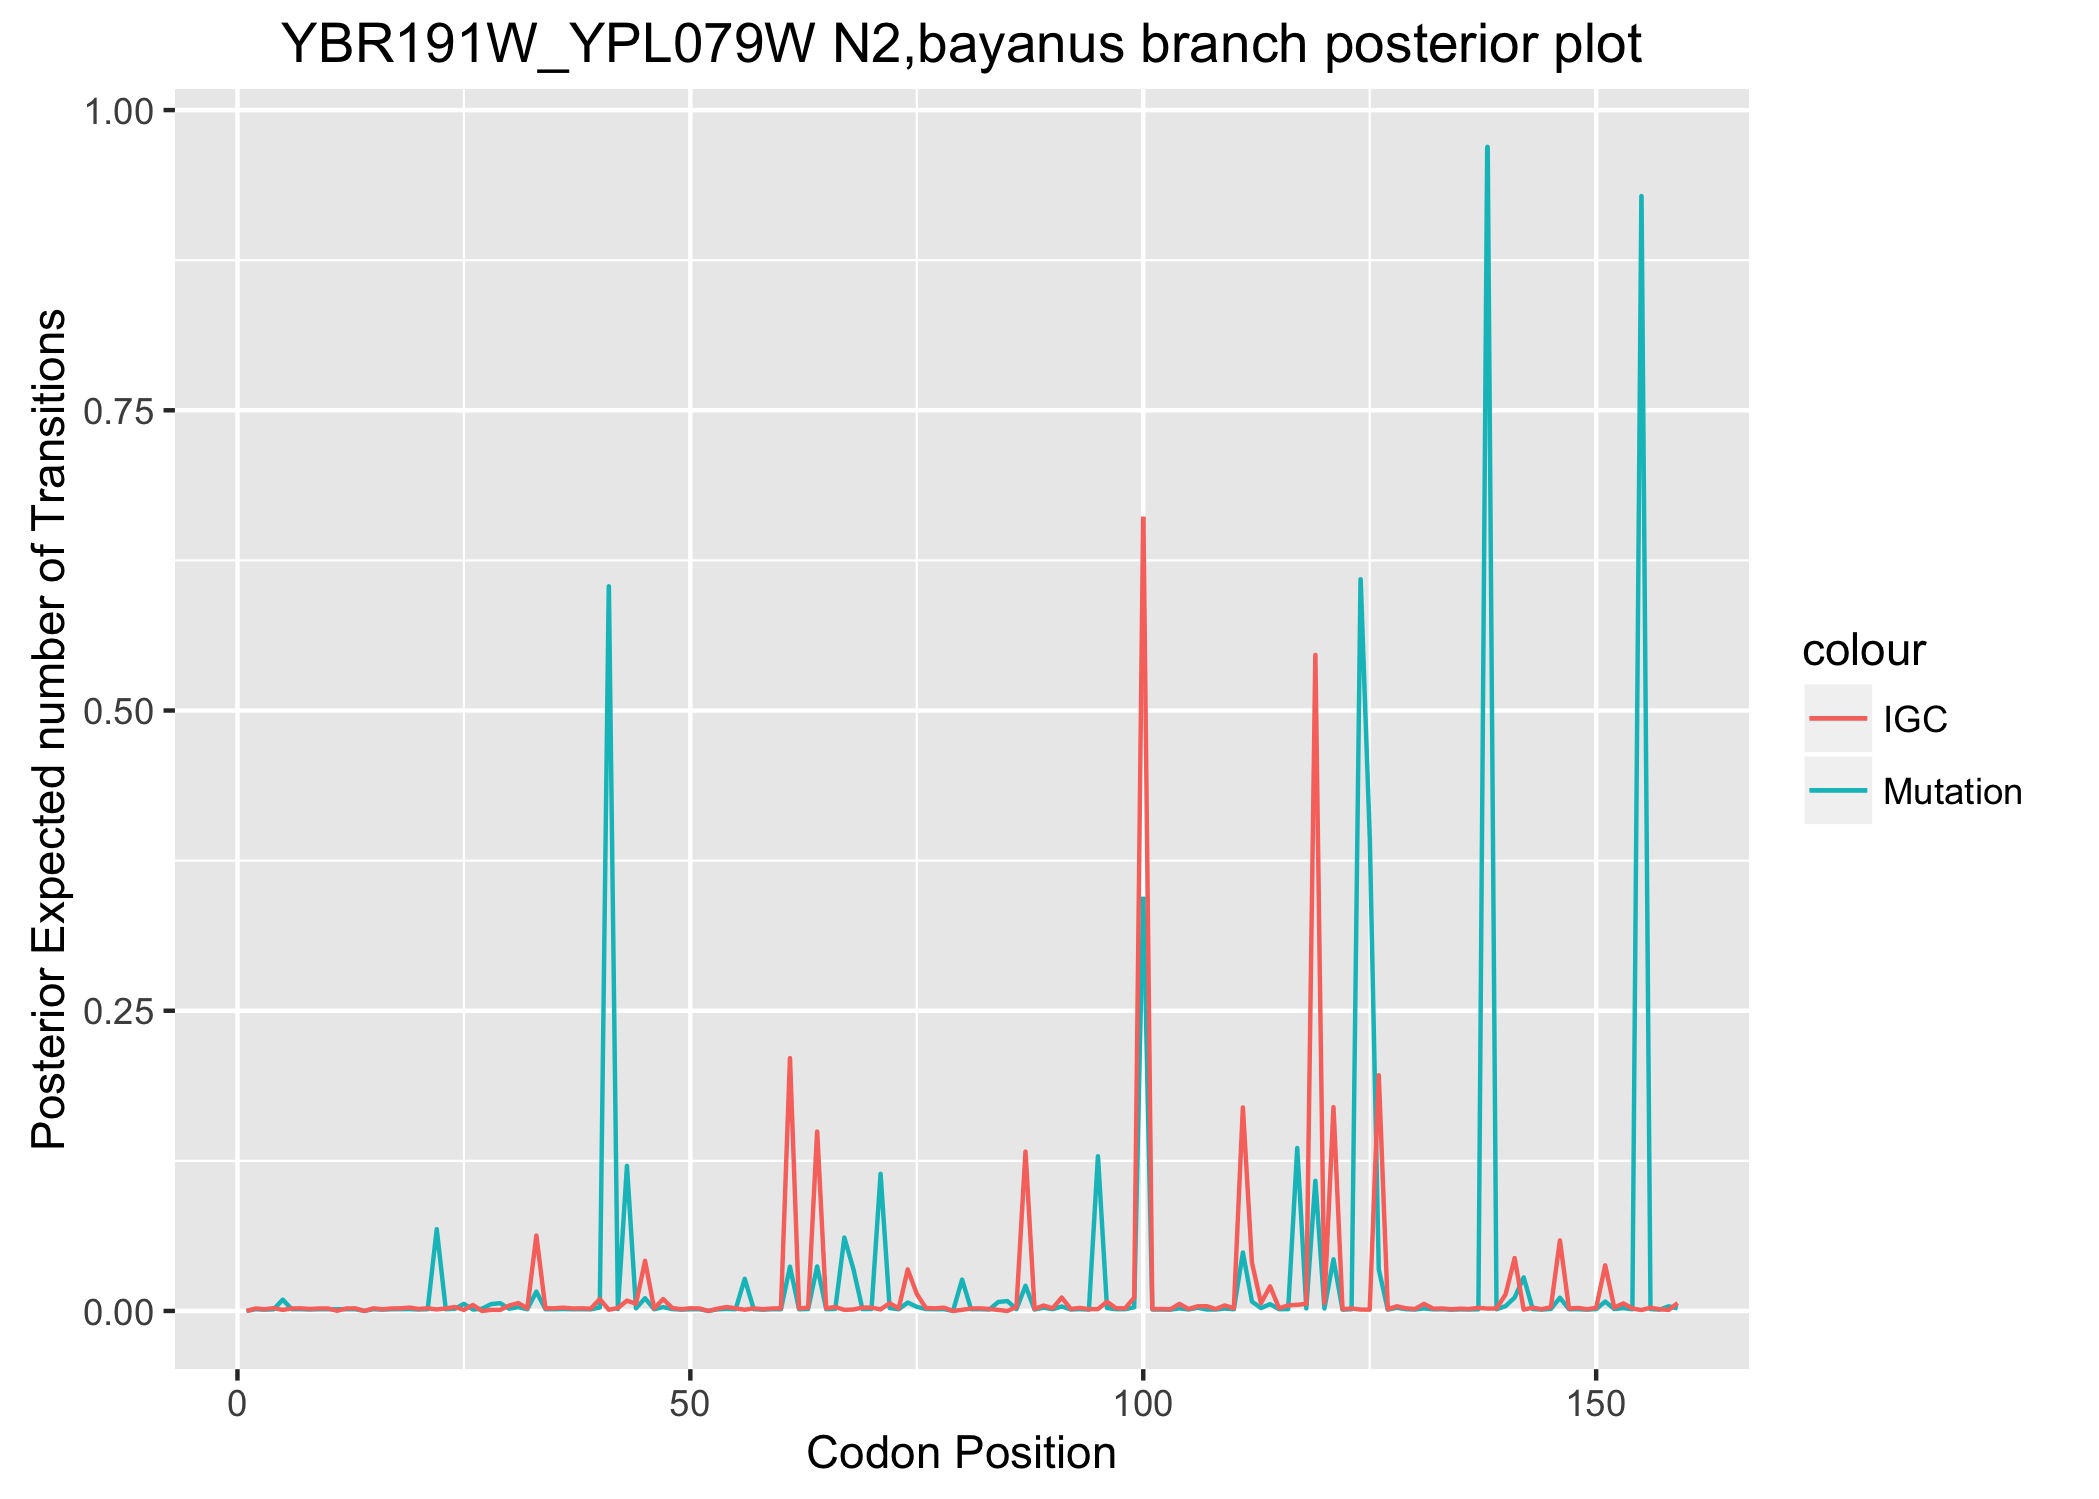 YBR191W_YPL079W N2,bayanus branch posterior plot
Posterior Expected number of Transitions
1.00
0.75
0.50
0.25
0.00
0 50 100 150
Codon Position
colour
IGC
Mutation